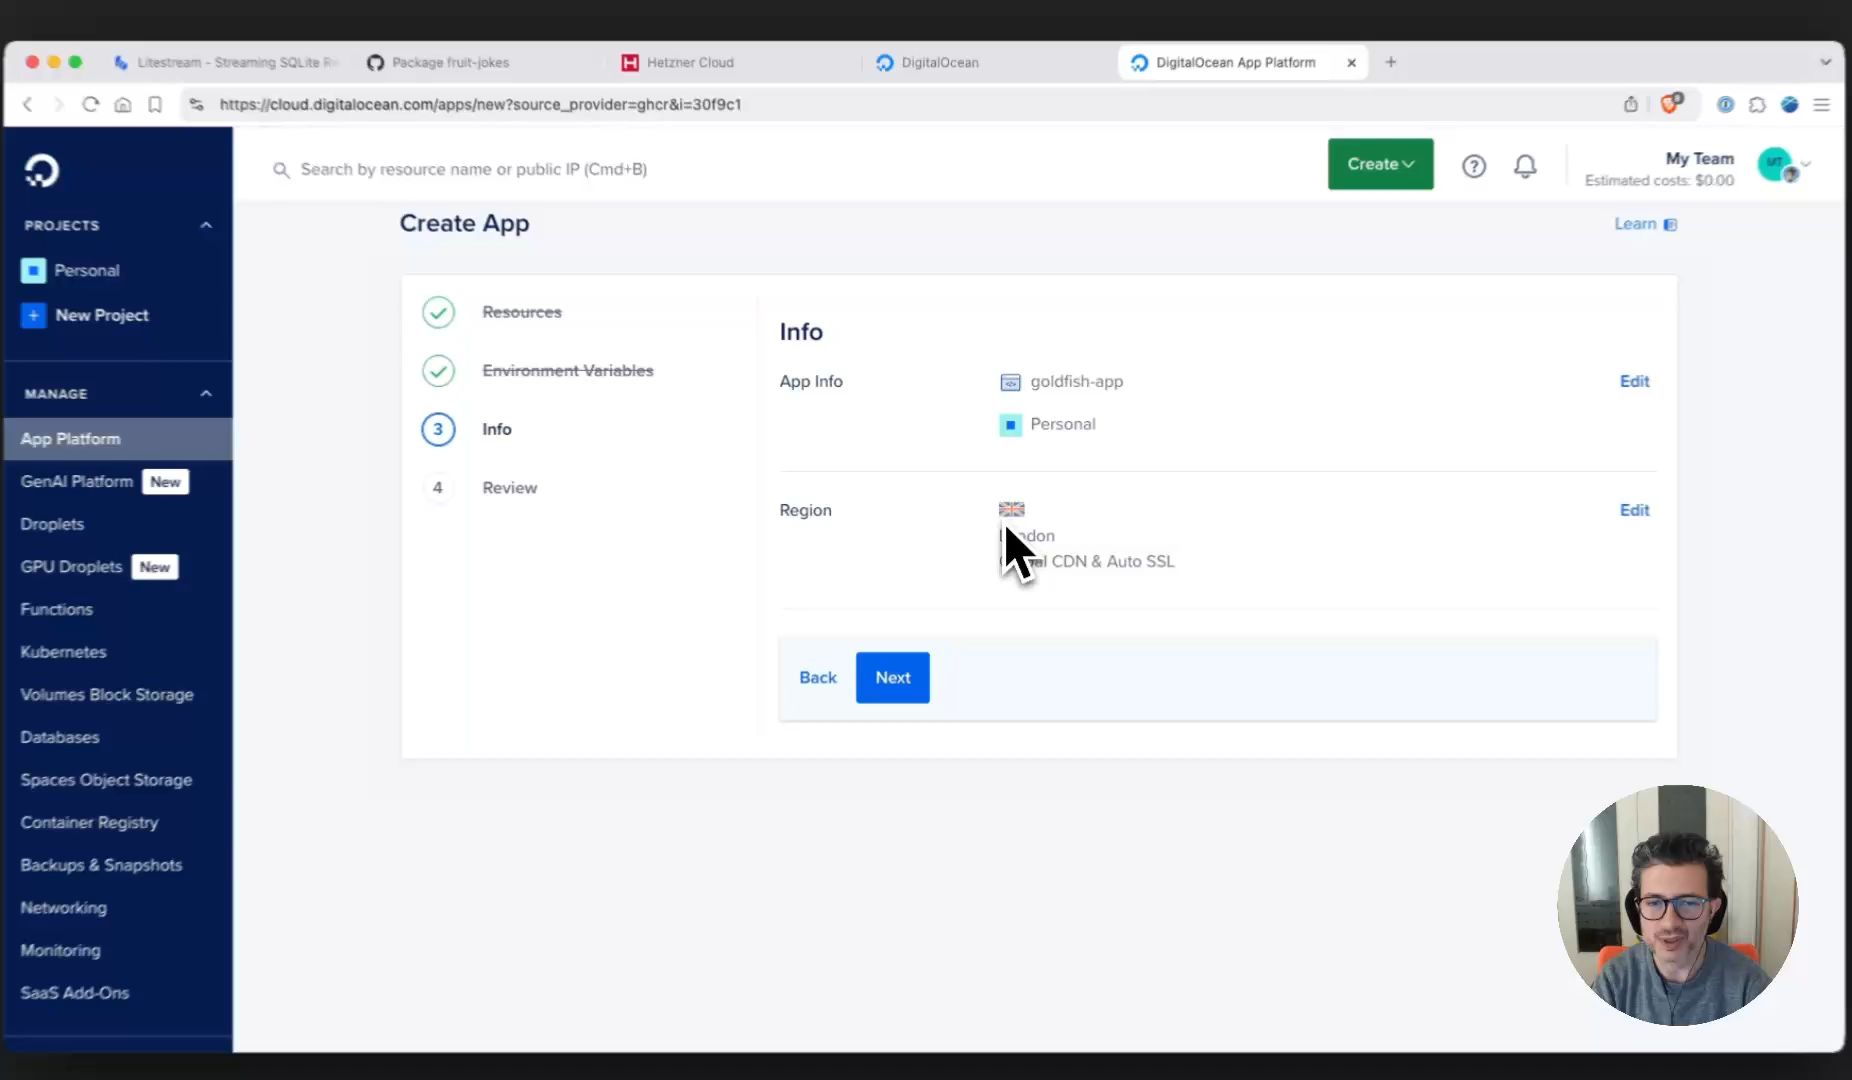 Litestream - Streaming SQLite Re
Package fruit-jokes
Hetzner Cloud
DigitalOcean
DigitalOcean App Platform
https://cloud.digitalocean.com/apps/new?source_provider=ghcr&i=30f9c1
Search by resource name or public IP (Cmd+B)
Create
My Team
Estimated costs: $0.00
MT
PROJECTS
Personal
New Project
MANAGE
App Platform
GenAI Platform New
Droplets
GPU Droplets New
Functions
Kubernetes
Volumes Block Storage
Databases
Spaces Object Storage
Container Registry
Backups & Snapshots
Networking
Monitoring
SaaS Add-Ons
Create App
Learn
Resources
Environment Variables
3 Info
4 Review
Info
App Info
goldfish-app
Edit
Personal
Region
Edit
CDN & Auto SSL
Back
Next